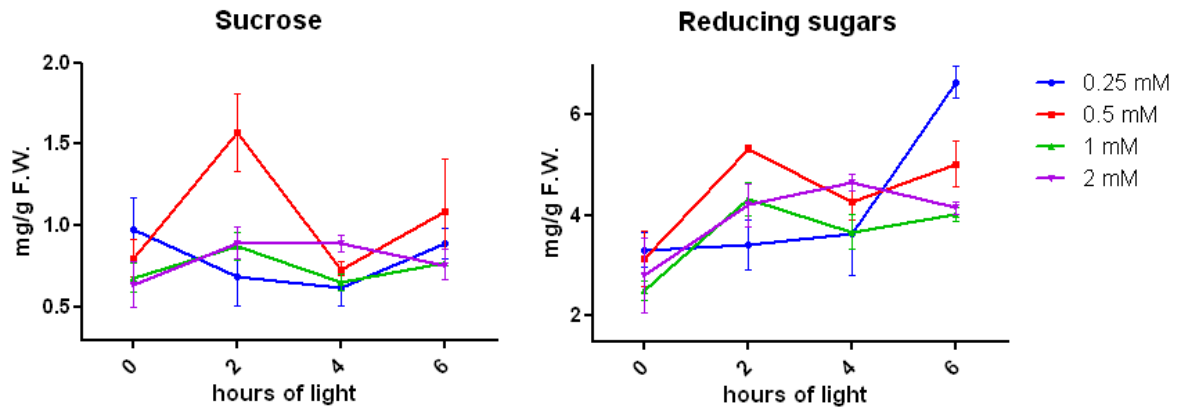 Sucrose
mg/g F.W.
2.0
1.5
1.0
0.5
0
2
4
6
hours of light
Reducing sugars
mg/g F.W.
6
4
2
0
2
4
6
hours of light
0.25 mM
0.5 mM
1 mM
2 mM